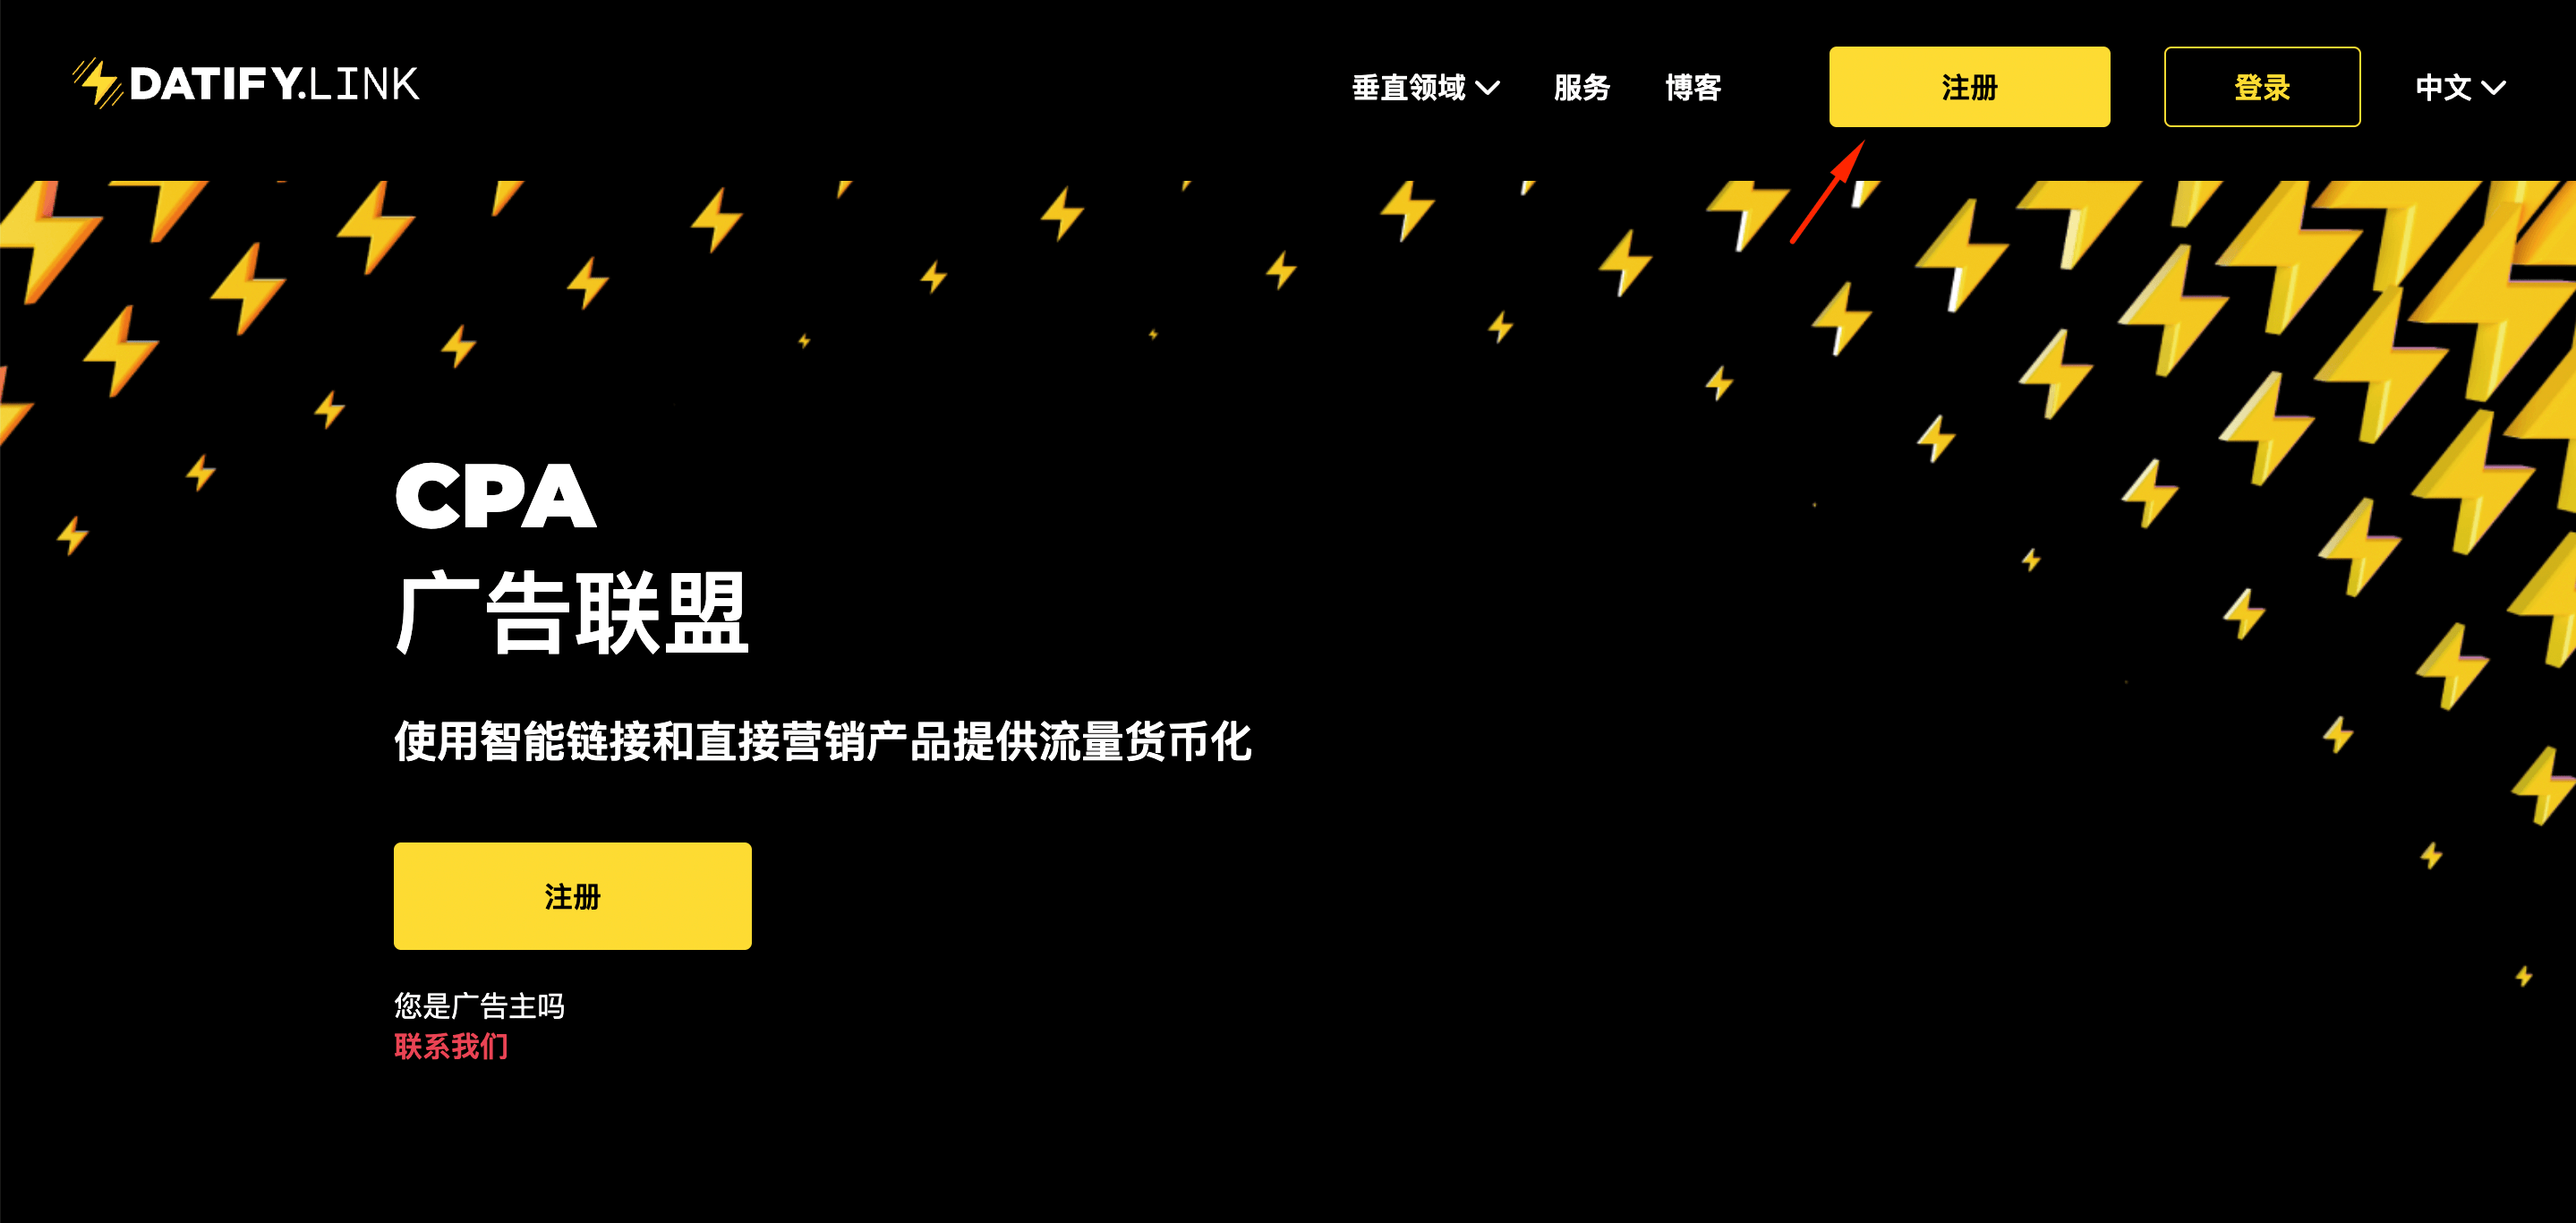 DATIFY.LINK
垂直领域
服务
博客
注册
登录
中文
CPA
广告联盟
使用智能链接和直接营销产品提供流量货币化
注册
您是广告主吗
联系我们